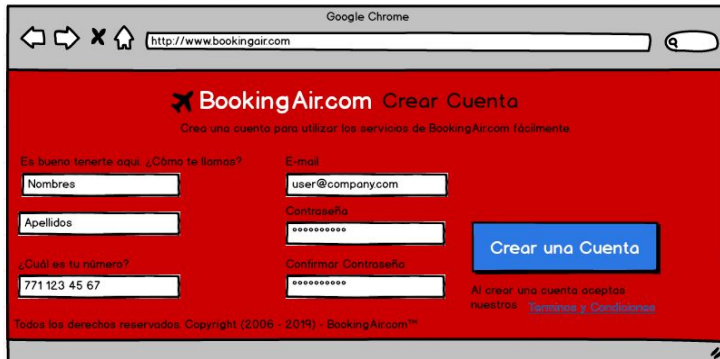 Google Chrome
http://www.bookingair.com
BookingAir.com Crear Cuenta
Crea una cuenta para utilizar los servicios de BookingAir.com fácilmente
Es bueno tenerte aqui. ¿Cómo te llamas?
Nombres
Apellidos
¿Cuál es tu número?
771 123 45 67
E-mail
user@company.com
Contraseña
Confirmar Contraseña
Crear una Cuenta
Al crear una cuenta aceptas
nuestros Terminos y Condiciones
Todos los derechos reservados. Copyright (2006 - 2019) - BookingAir.com™